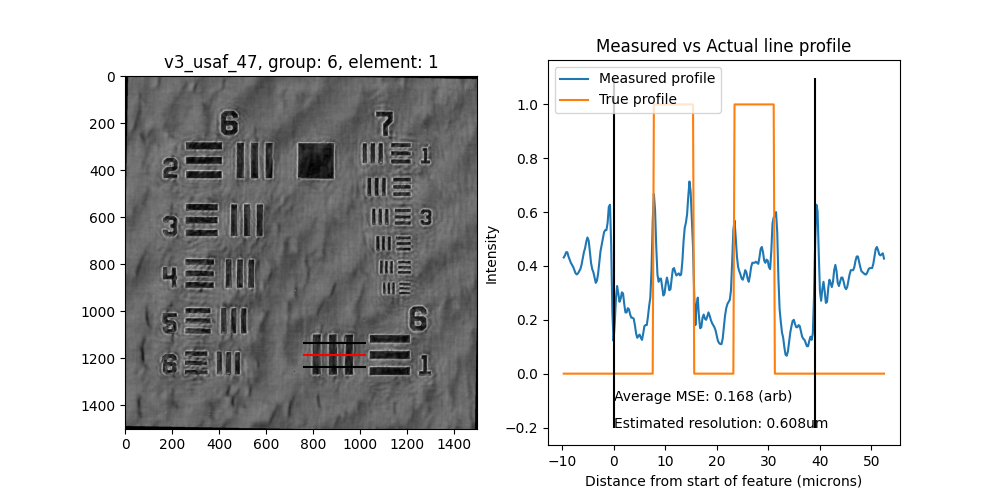 v3_usaf_47, group: 6, element: 1
0
200
400
600
800
1000
1200
1400
0 200 400 600 800 1000 1200 1400
6 7
2 1
3 3
4
5 6
6 1
Measured vs Actual line profile
Measured profile
True profile
Intensity
1.0
0.8
0.6
0.4
0.2
0.0
−0.2
Average MSE: 0.168 (arb)
Estimated resolution: 0.608um
−10 0 10 20 30 40 50
Distance from start of feature (microns)